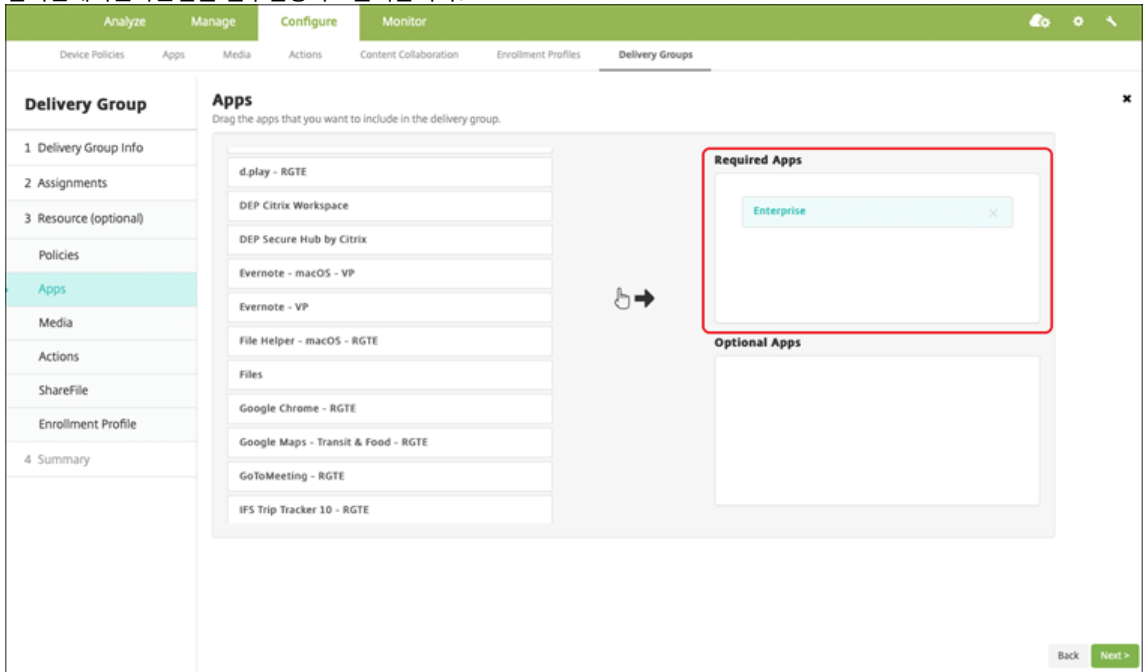 Analyze Manage Configure Monitor
Device Policies Apps Media Actions Content Collaboration Enrollment Profiles Delivery Groups
Delivery Group
1 Delivery Group Info
2 Assignments
3 Resource (optional)
Policies
Apps
Media
Actions
ShareFile
Enrollment Profile
4 Summary
Apps
Drag the apps that you want to include in the delivery group.
d.play - RGTE
DEP Citrix Workspace
DEP Secure Hub by Citrix
Evernote - macOS - VP
Evernote - VP
File Helper - macOS - RGTE
Files
Google Chrome - RGTE
Google Maps - Transit & Food - RGTE
GoToMeeting - RGTE
IFS Trip Tracker 10 - RGTE
Required Apps
Enterprise
Optional Apps
Back Next >